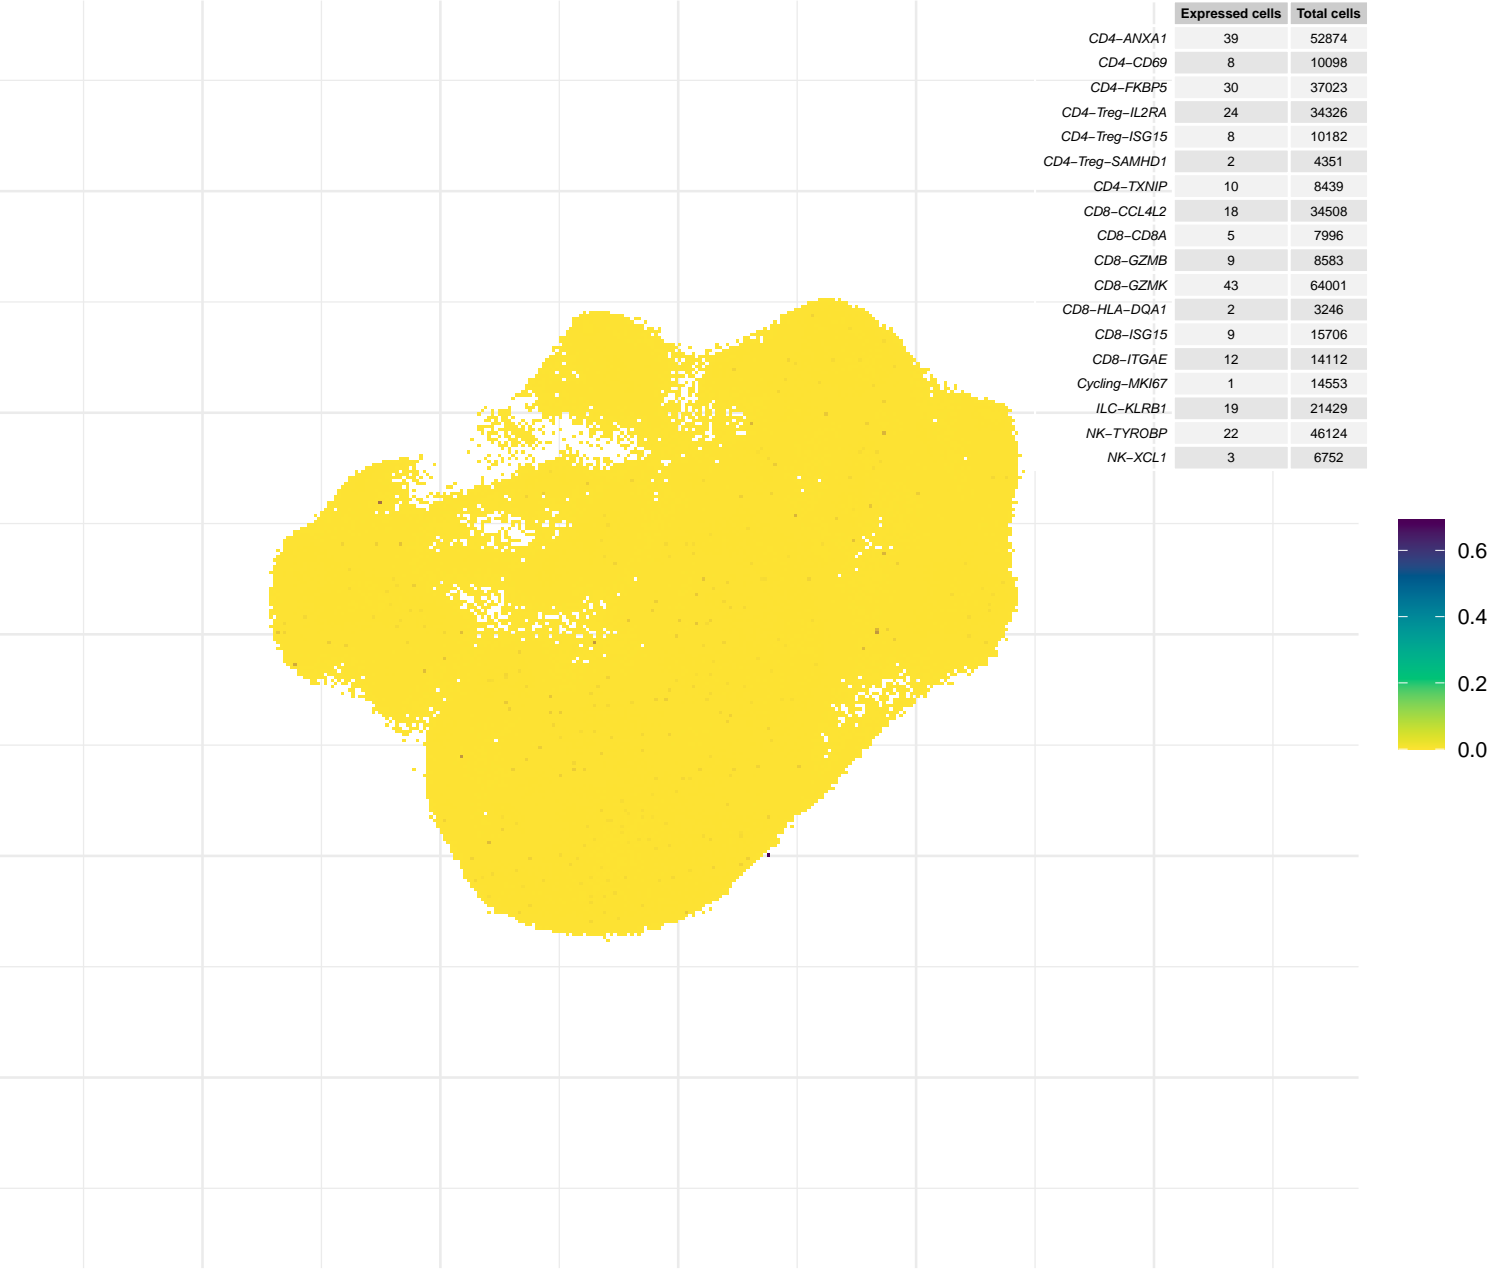 Expressed cells Total cells
CD4−ANXA1 39 52874
CD4−CD69 8 10098
CD4−FKBP5 30 37023
CD4−Treg−IL2RA 24 34326
CD4−Treg−ISG15 8 10182
CD4−Treg−SAMHD1 2 4351
CD4−TXNIP 10 8439
CD8−CCL4L2 18 34508
CD8−CD8A 5 7996
CD8−GZMB 9 8583
CD8−GZMK 43 64001
CD8−HLA−DQA1 2 3246
CD8−ISG15 9 15706
CD8−ITGAE 12 14112
Cycling−MKI67 1 14553
ILC−KLRB1 19 21429
NK−TYROBP 22 46124
NK−XCL1 3 6752
0.6
0.4
0.2
0.0